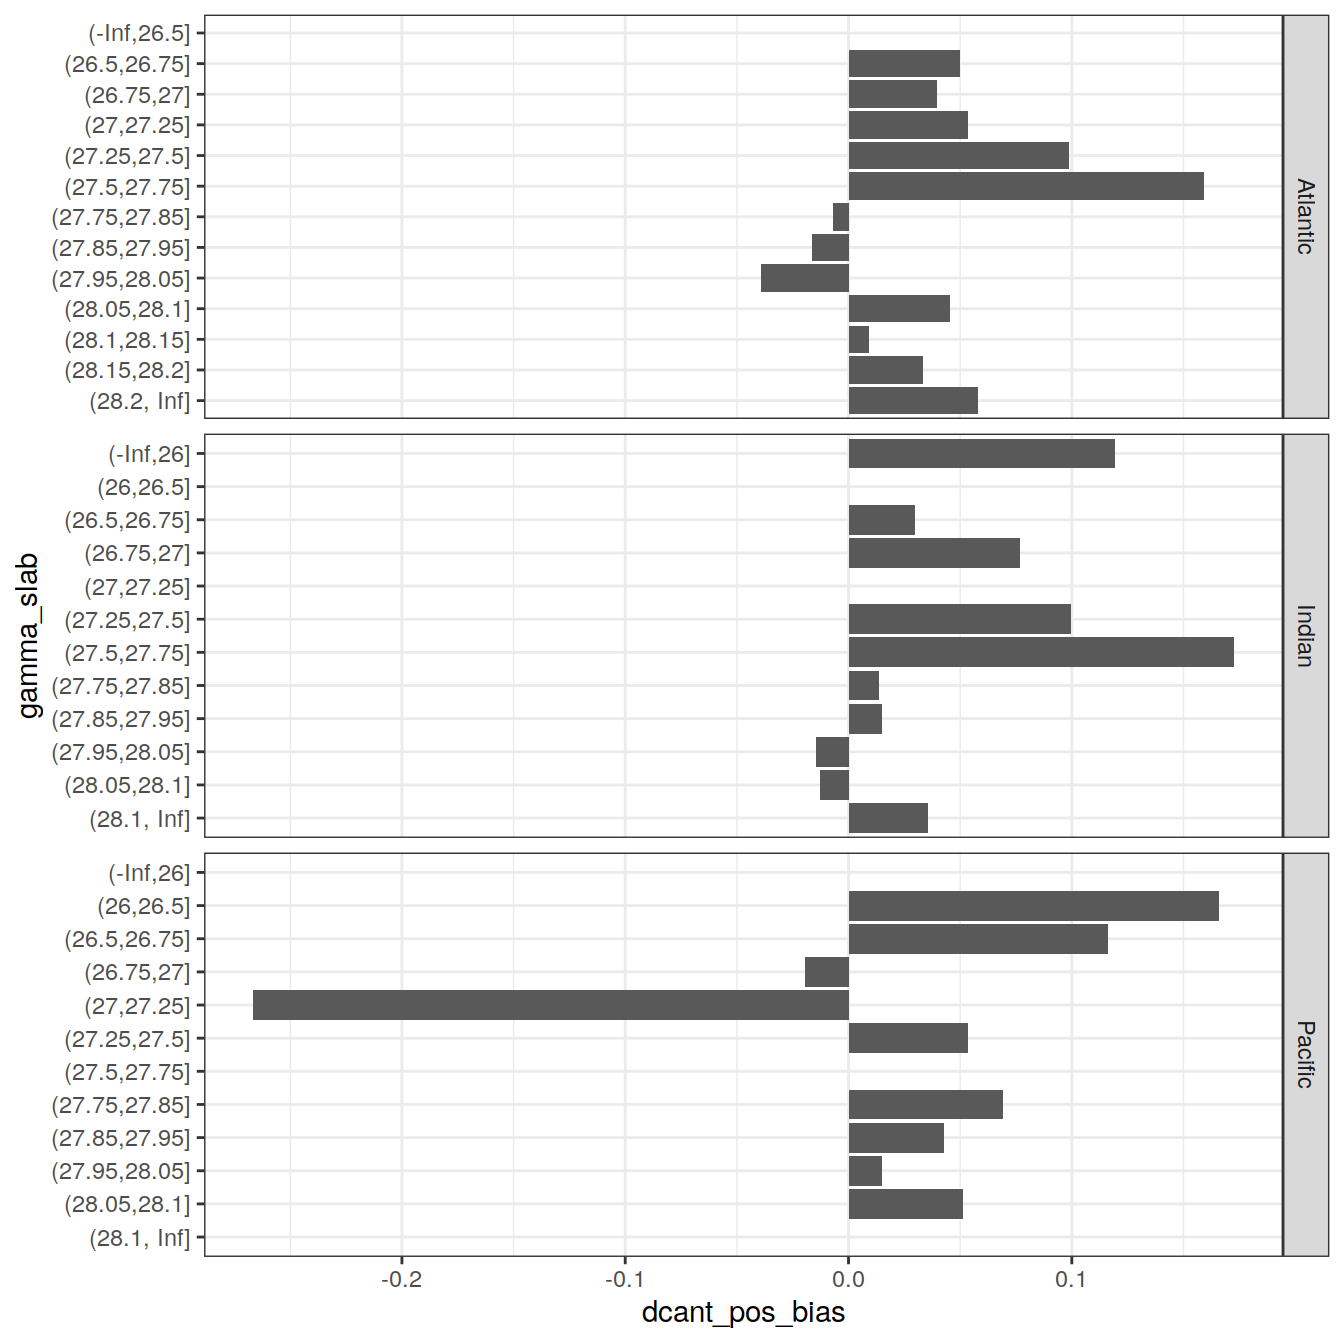 (-Inf,26.5]
(26.5,26.75]
(26.75,27]
(27,27.25]
(27.25,27.5]
(27.5,27.75]
(27.75,27.85]
(27.85,27.95]
(27.95,28.05]
(28.05,28.1]
(28.1,28.15]
(28.15,28.2]
(28.2, Inf]
Atlantic
(-Inf,26]
(26,26.5]
(26.5,26.75]
(26.75,27]
(27,27.25]
(27.25,27.5]
(27.5,27.75]
(27.75,27.85]
(27.85,27.95]
(27.95,28.05]
(28.05,28.1]
(28.1, Inf]
Indian
gamma_slab
(-Inf,26]
(26,26.5]
(26.5,26.75]
(26.75,27]
(27,27.25]
(27.25,27.5]
(27.5,27.75]
(27.75,27.85]
(27.85,27.95]
(27.95,28.05]
(28.05,28.1]
(28.1, Inf]
Pacific
-0.2 -0.1 0.0 0.1
dcant_pos_bias